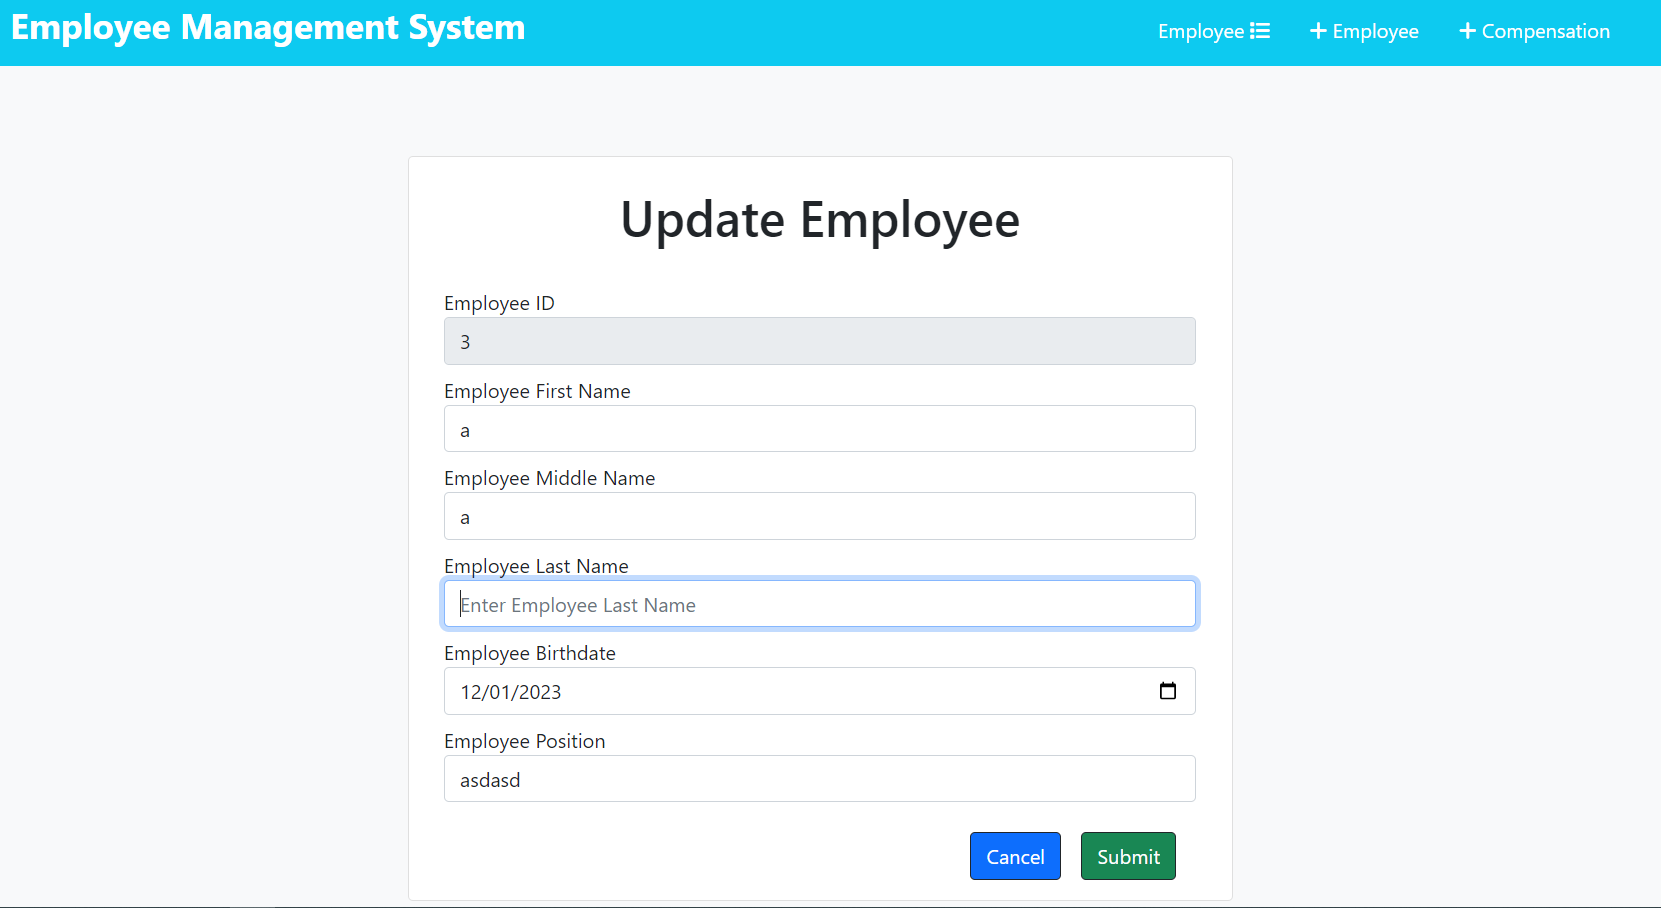 Employee Management System
Employee
Employee
Compensation
Update Employee
Employee ID
3
Employee First Name
a
Employee Middle Name
a
Employee Last Name
Enter Employee Last Name
Employee Birthdate
12/01/2023
Employee Position
asdasd
Cancel
Submit